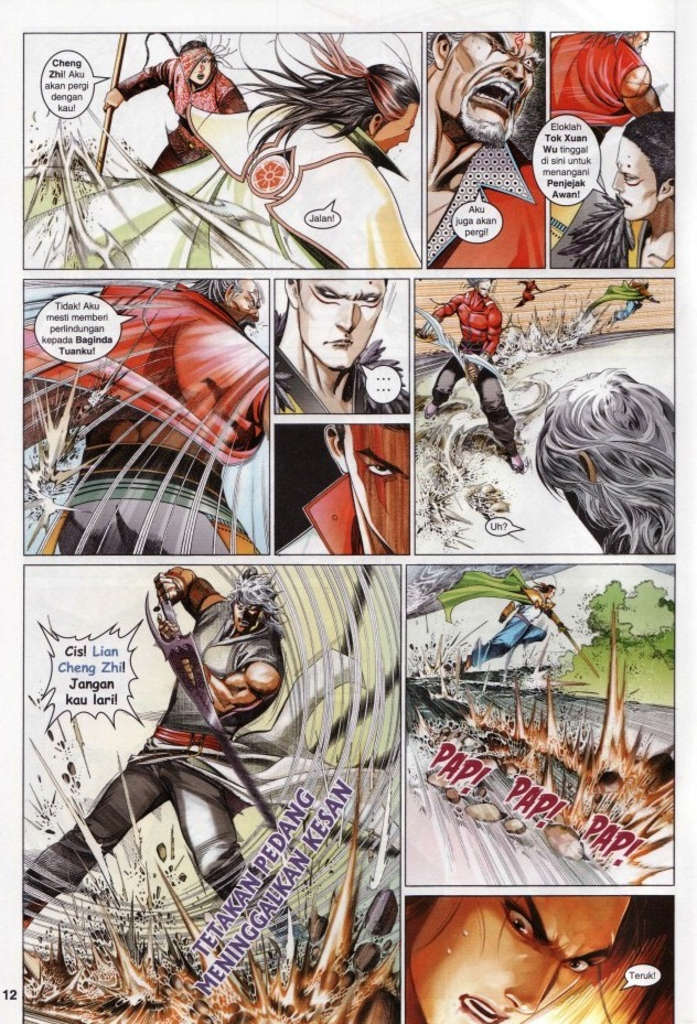 Cheng
Zhi! Aku
akan pergi
dengan
kau!
Jalan!
Aku
juga akan
pergi!
Eloklah
Tok Xuan
Wu tinggal
di sini untuk
menangani
Penjejak
Awan!
Tidak! Aku
mesti memberi
perlindungan
kepada Baginda
Tuanku!
...
...
Uh?
Cis! Lian
Cheng Zhi!
Jangan
kau lari!
TETAKAN PEDANG
MENINGGALKAN KESAN
PAP!
PAP!
PAP!
Teruk!
12